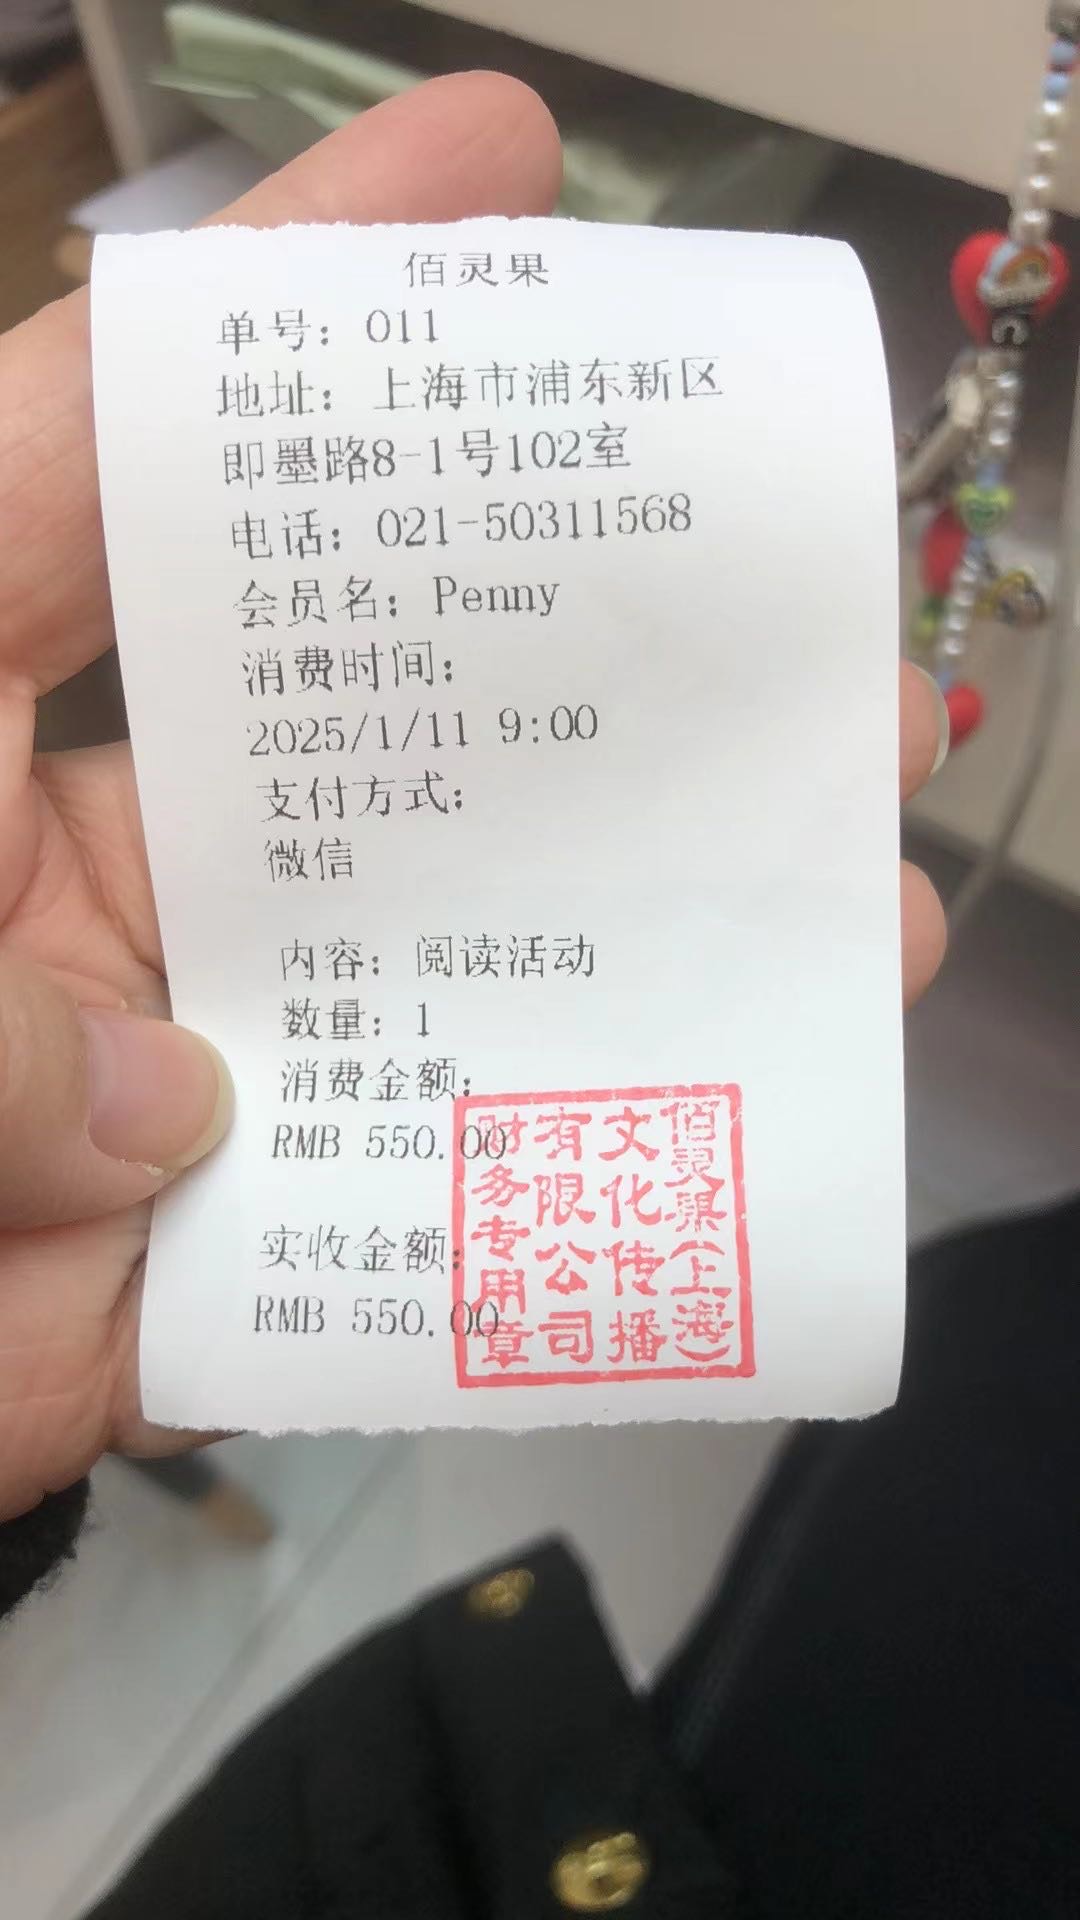 佰灵果
单号：011
地址：上海市浦东新区
即墨路8-1号102室
电话：021-50311568
会员名：Penny
消费时间：
2025/1/11 9:00
支付方式：
微信
内容：阅读活动
数量：1
消费金额：
RMB 550.00
实收金额：
RMB 550.00
佰灵果(上海)
文化传播
有限公司
财务专用章